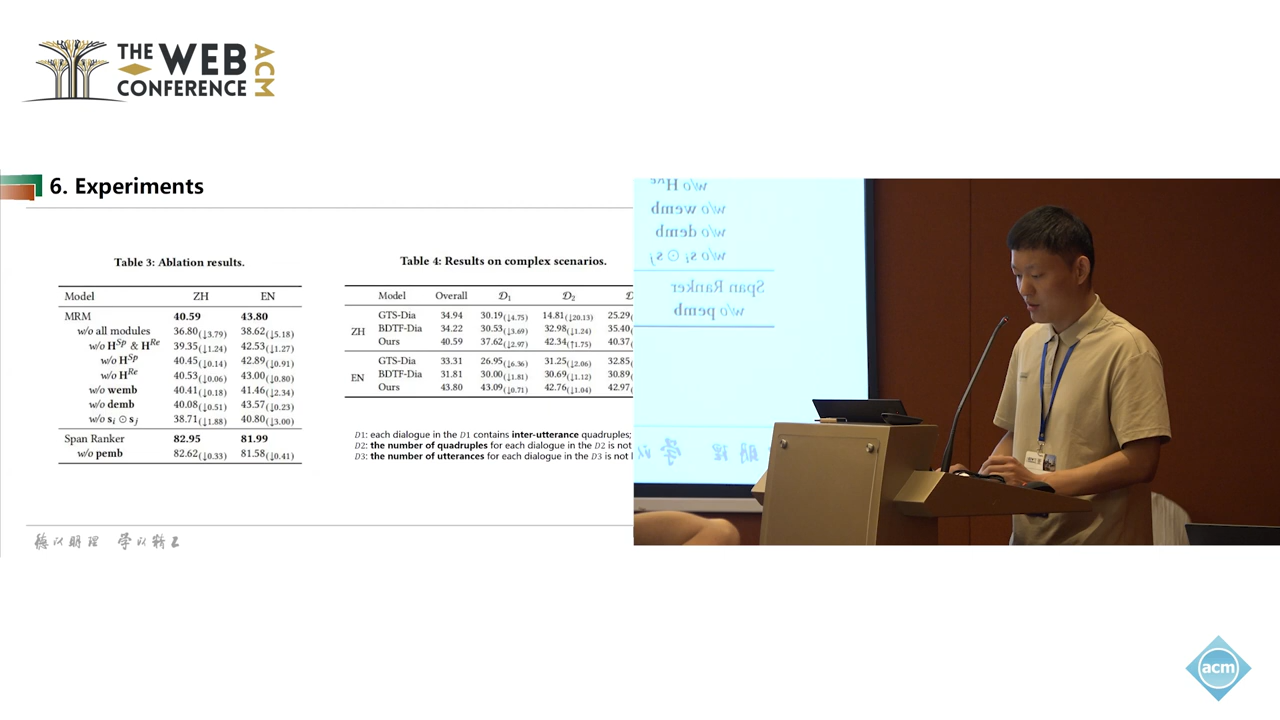 THE WEB
CONFERENCE
ACM
6. Experiments
Table 3: Ablation results.
Model ZH EN
MRM 40.59 43.80
w/o all modules 36.80(↓3.79) 38.62(↓5.18)
w/o H^Sp & H^Re 39.35(↓1.24) 42.53(↓1.27)
w/o H^Sp 40.45(↓0.14) 42.89(↓0.91)
w/o H^Re 40.53(↓0.06) 43.00(↓0.80)
w/o wemb 40.41(↓0.18) 41.46(↓2.34)
w/o demb 40.08(↓0.51) 43.57(↓0.23)
w/o s_i ⊙ s_j 38.71(↓1.88) 40.80(↓3.00)
Span Ranker 82.95 81.99
w/o pemb 82.62(↓0.33) 81.58(↓0.41)
Table 4: Results on complex scenarios.
Model Overall D1 D2
ZH
GTS-Dia 34.94 30.19(↓4.75) 14.81(↓20.13) 25.29
BDTF-Dia 34.22 30.53(↓3.69) 32.98(↓1.24) 35.40
Ours 40.59 37.62(↓2.97) 42.34(↑1.75) 40.37
EN
GTS-Dia 33.31 26.95(↓6.36) 31.25(↓2.06) 32.85
BDTF-Dia 31.81 30.00(↓1.81) 30.69(↓1.12) 30.89
Ours 43.80 43.09(↓0.71) 42.76(↓1.04) 42.97
D1: each dialogue in the D1 contains inter-utterance quadruples;
D2: the number of quadruples for each dialogue in the D2 is not
D3: the number of utterances for each dialogue in the D3 is not
德以明理 学以精工
w/o H^Re
w/o wemb
w/o demb
w/o s_i ⊙ s_j
Span Ranker
w/o pemb
acm